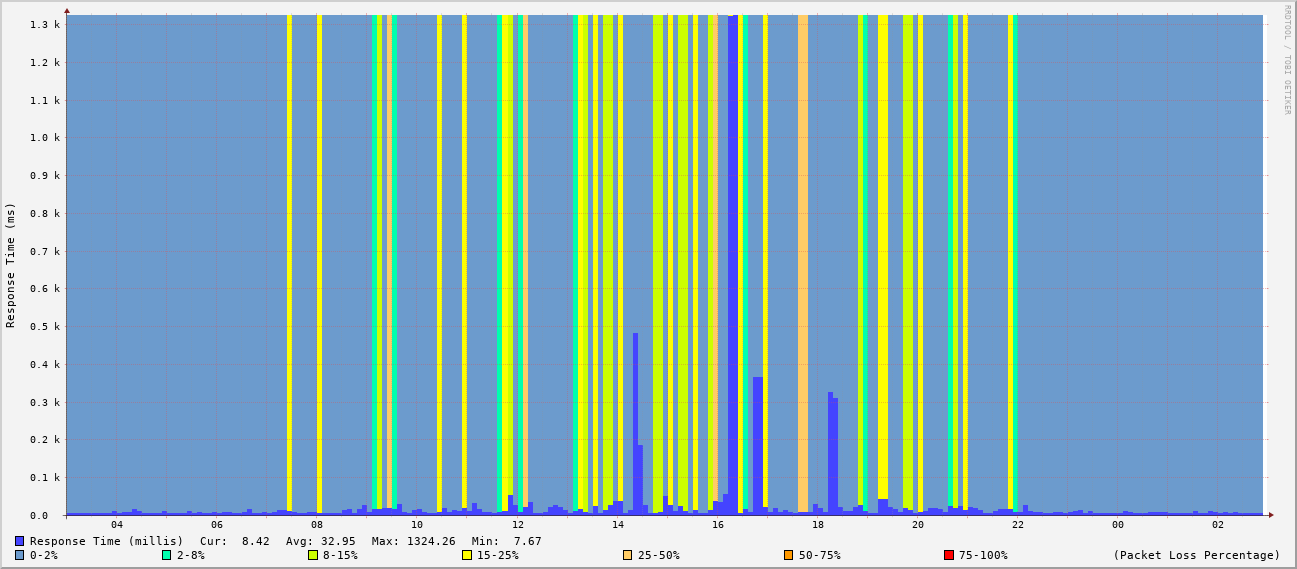 RRDTOOL / TOBI OETIKER
Response Time (ms)
1.3 k
1.2 k
1.1 k
1.0 k
0.9 k
0.8 k
0.7 k
0.6 k
0.5 k
0.4 k
0.3 k
0.2 k
0.1 k
0.0
04 06 08 10 12 14 16 18 20 22 00 02
Response Time (millis) Cur: 8.42 Avg: 32.95 Max: 1324.26 Min: 7.67
0-2% 2-8% 8-15% 15-25% 25-50% 50-75% 75-100% (Packet Loss Percentage)